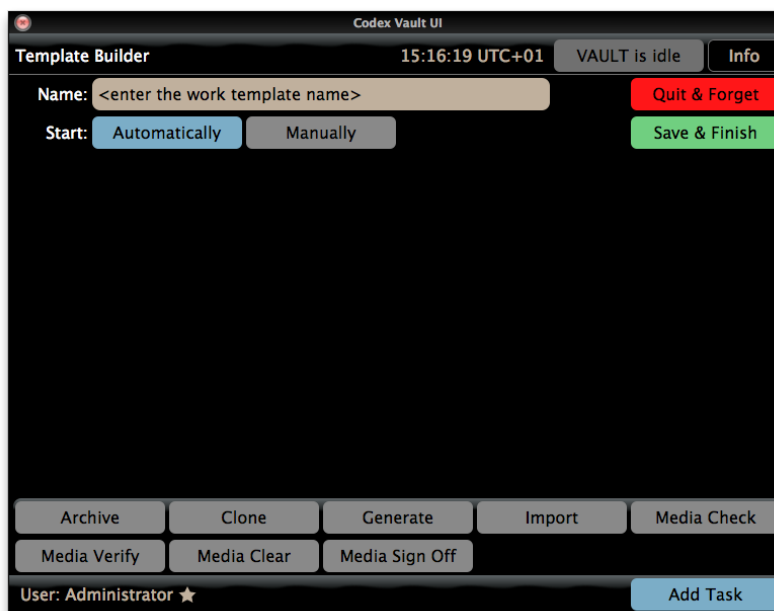 Codex Vault UI
Template Builder 15:16:19 UTC+01 VAULT is idle Info
Name: <enter the work template name> Quit & Forget
Start: Automatically Manually Save & Finish
Archive Clone Generate Import Media Check
Media Verify Media Clear Media Sign Off
User: Administrator ★ Add Task